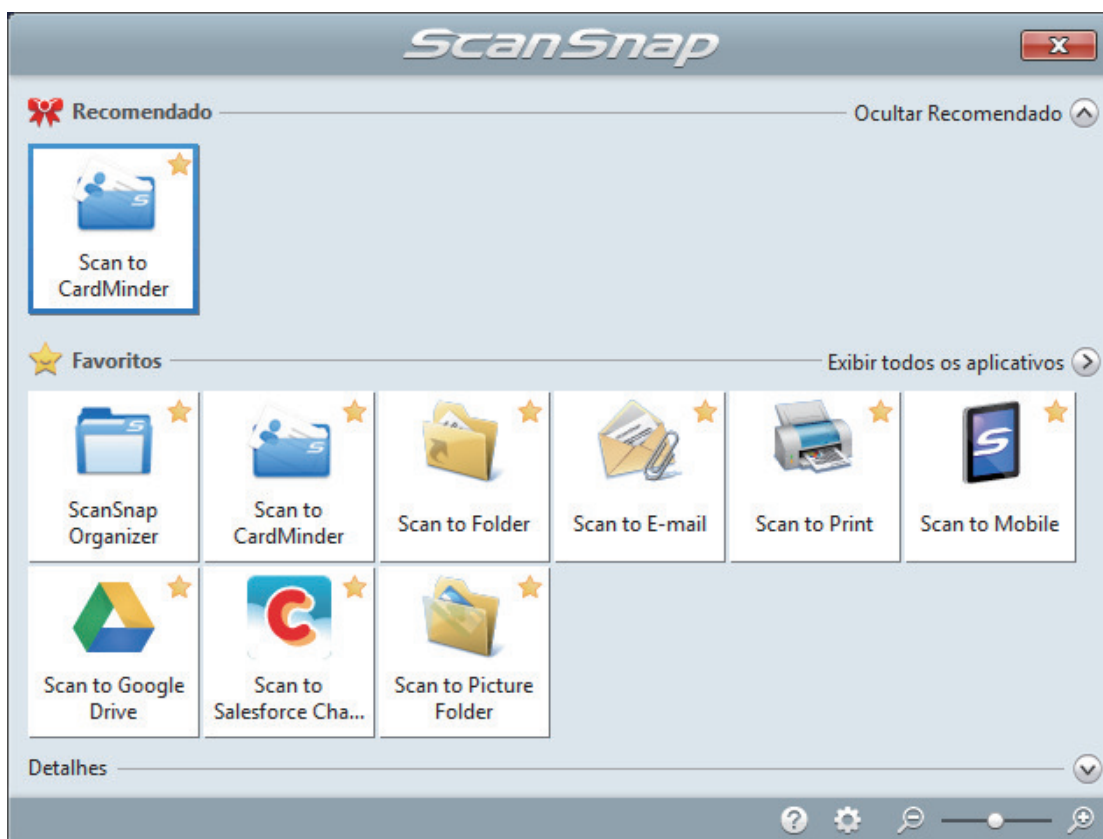 ScanSnap
Recomendado
Ocultar Recomendado
Scan to
CardMinder
Favoritos
Exibir todos os aplicativos
ScanSnap
Organizer
Scan to
CardMinder
Scan to Folder
Scan to E-mail
Scan to Print
Scan to Mobile
Scan to Google
Drive
Scan to
Salesforce Cha...
Scan to Picture
Folder
Detalhes